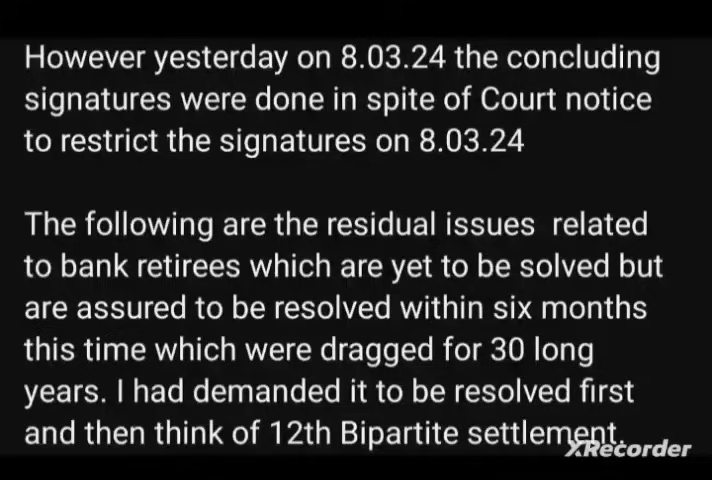 However yesterday on 8.03.24 the concluding
signatures were done in spite of Court notice
to restrict the signatures on 8.03.24
The following are the residual issues related
to bank retirees which are yet to be solved but
are assured to be resolved within six months
this time which were dragged for 30 long
years. I had demanded it to be resolved first
and then think of 12th Bipartite settlement.
XRecorder